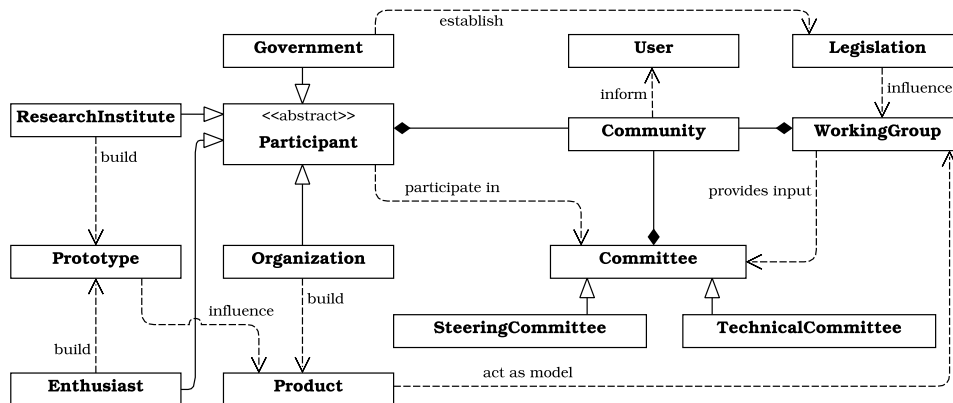 establish
Government
User
Legislation
inform
influence
ResearchInstitute
<<abstract>>
Participant
Community
WorkingGroup
build
participate in
provides input
Prototype
Organization
Committee
influence
build
SteeringCommittee
TechnicalCommittee
build
Enthusiast
Product
act as model